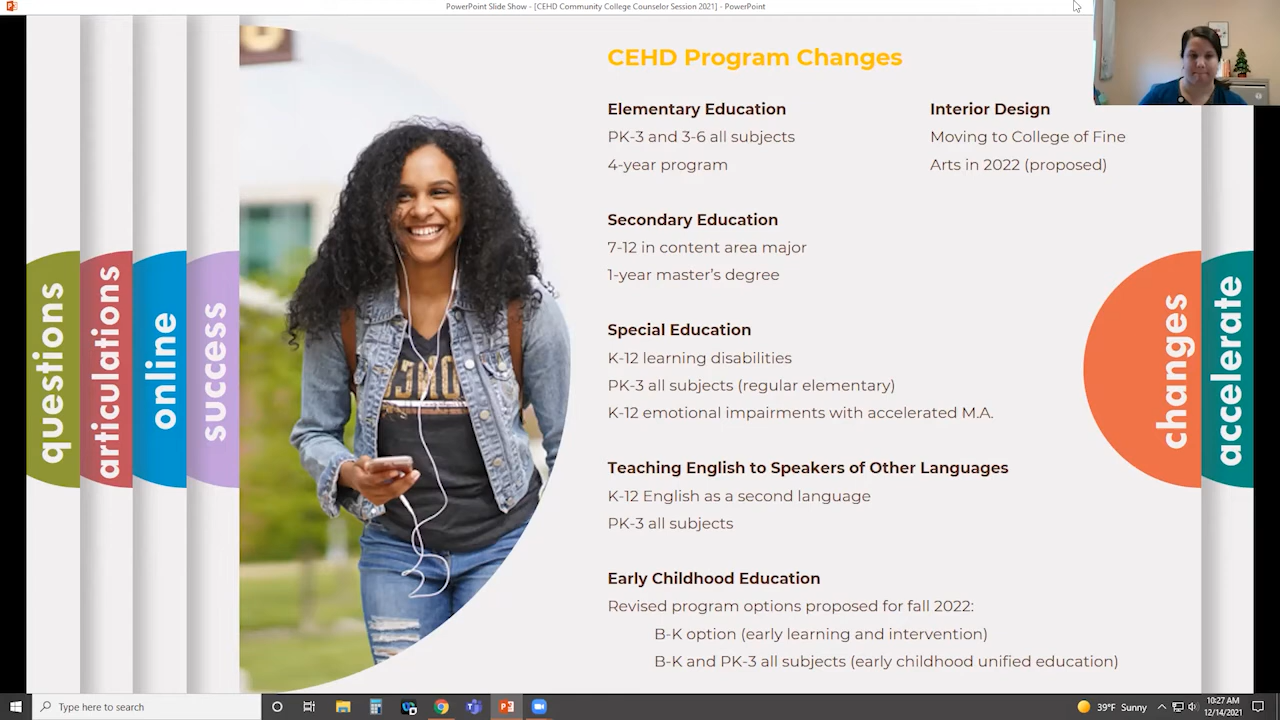 PowerPoint Slide Show - [CEHD Community College Counselor Session 2021] - PowerPoint
CEHD Program Changes
Elementary Education
PK-3 and 3-6 all subjects
4-year program
Interior Design
Moving to College of Fine
Arts in 2022 (proposed)
Secondary Education
7-12 in content area major
1-year master's degree
Special Education
K-12 learning disabilities
PK-3 all subjects (regular elementary)
K-12 emotional impairments with accelerated M.A.
Teaching English to Speakers of Other Languages
K-12 English as a second language
PK-3 all subjects
Early Childhood Education
Revised program options proposed for fall 2022:
B-K option (early learning and intervention)
B-K and PK-3 all subjects (early childhood unified education)
questions
articulations
online
success
changes
accelerate
Type here to search
39°F Sunny
10:27 AM
12/14/2021